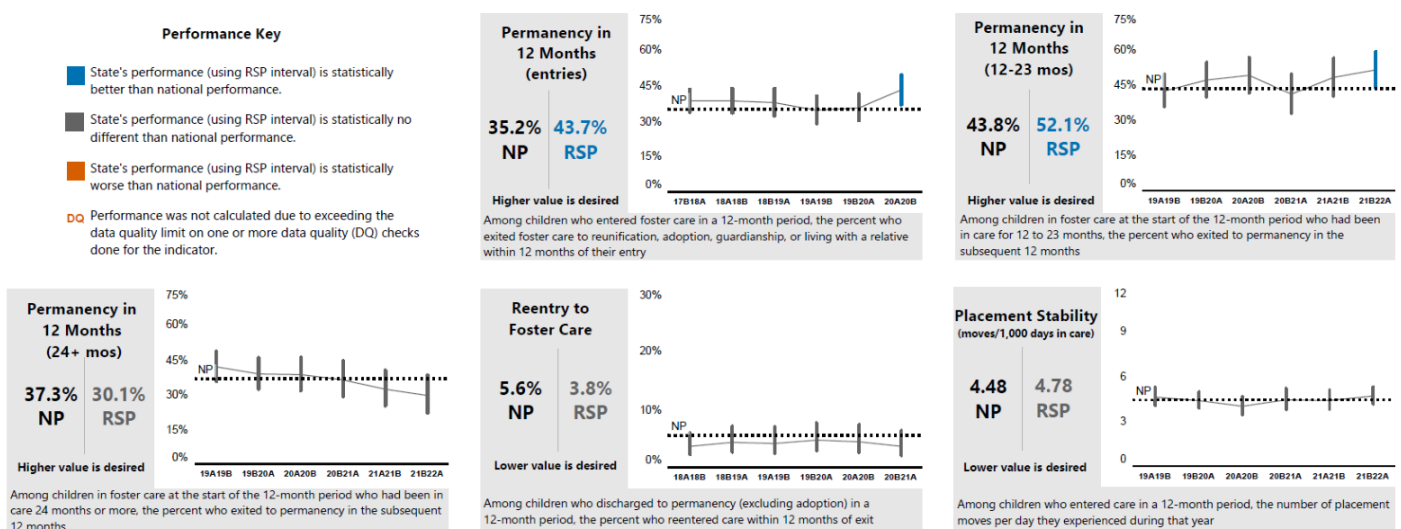 Performance Key
State's performance (using RSP interval) is statistically
better than national performance.
State's performance (using RSP interval) is statistically no
different than national performance.
State's performance (using RSP interval) is statistically
worse than national performance.
DQ Performance was not calculated due to exceeding the
data quality limit on one or more data quality (DQ) checks
done for the indicator.
Permanency in
12 Months
(entries)
35.2% 43.7%
NP RSP
Higher value is desired
75%
60%
45%
NP
30%
15%
0%
17B18A 18A18B 18B19A 19A19B 19B20A 20A20B
Among children who entered foster care in a 12-month period, the percent who
exited foster care to reunification, adoption, guardianship, or living with a relative
within 12 months of their entry
Permanency in
12 Months
(12-23 mos)
43.8% 52.1%
NP RSP
Higher value is desired
75%
60%
NP
45%
30%
15%
0%
19A19B 19B20A 20A20B 20B21A 21A21B 21B22A
Among children in foster care at the start of the 12-month period who had been
in care for 12 to 23 months, the percent who exited to permanency in the
subsequent 12 months
Permanency in
12 Months
(24+ mos)
37.3% 30.1%
NP RSP
Higher value is desired
75%
60%
45%
NP
30%
15%
0%
19A19B 19B20A 20A20B 20B21A 21A21B 21B22A
Among children in foster care at the start of the 12-month period who had been in
care 24 months or more, the percent who exited to permanency in the subsequent
12 months
Reentry to
Foster Care
5.6% 3.8%
NP RSP
Lower value is desired
30%
20%
10%
NP
0%
18A18B 18B19A 19A19B 19B20A 20A20B 20B21A
Among children who discharged to permanency (excluding adoption) in a
12-month period, the percent who reentered care within 12 months of exit
Placement Stability
(moves/1,000 days in care)
4.48 4.78
NP RSP
Lower value is desired
12
9
6
NP
3
0
19A19B 19B20A 20A20B 20B21A 21A21B 21B22A
Among children who entered care in a 12-month period, the number of placement
moves per day they experienced during that year